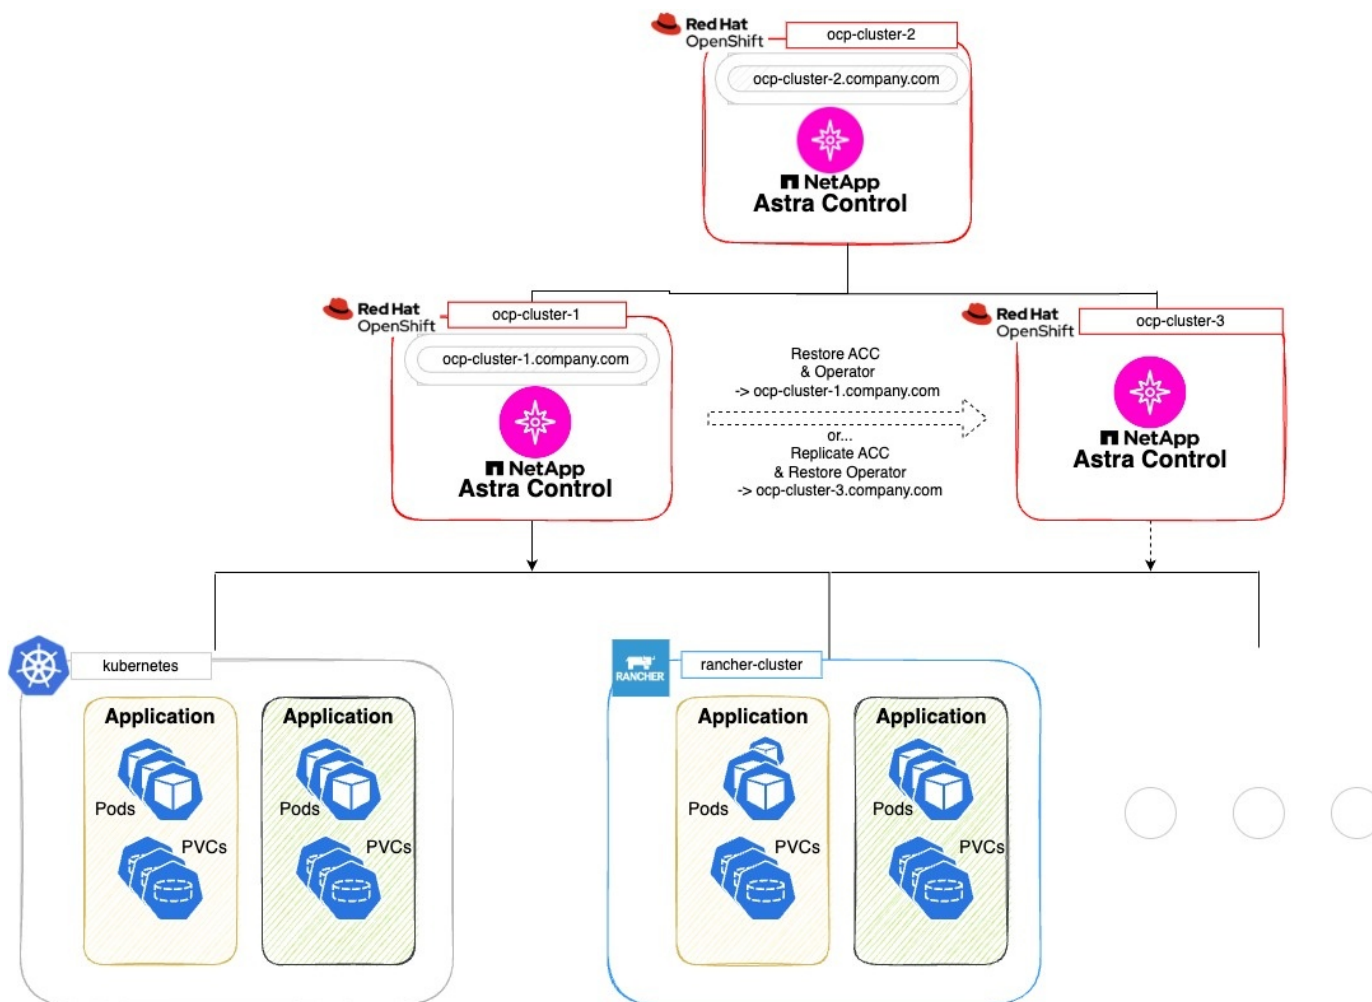 Red Hat
OpenShift
ocp-cluster-2
ocp-cluster-2.company.com
NetApp
Astra Control
Red Hat
OpenShift
ocp-cluster-1
ocp-cluster-1.company.com
NetApp
Astra Control
Restore ACC
& Operator
-> ocp-cluster-1.company.com
or...
Replicate ACC
& Restore Operator
-> ocp-cluster-3.company.com
Red Hat
OpenShift
ocp-cluster-3
NetApp
Astra Control
kubernetes
Application
Pods
PVCs
Application
Pods
PVCs
RANCHER
rancher-cluster
Application
Pods
PVCs
Application
Pods
PVCs